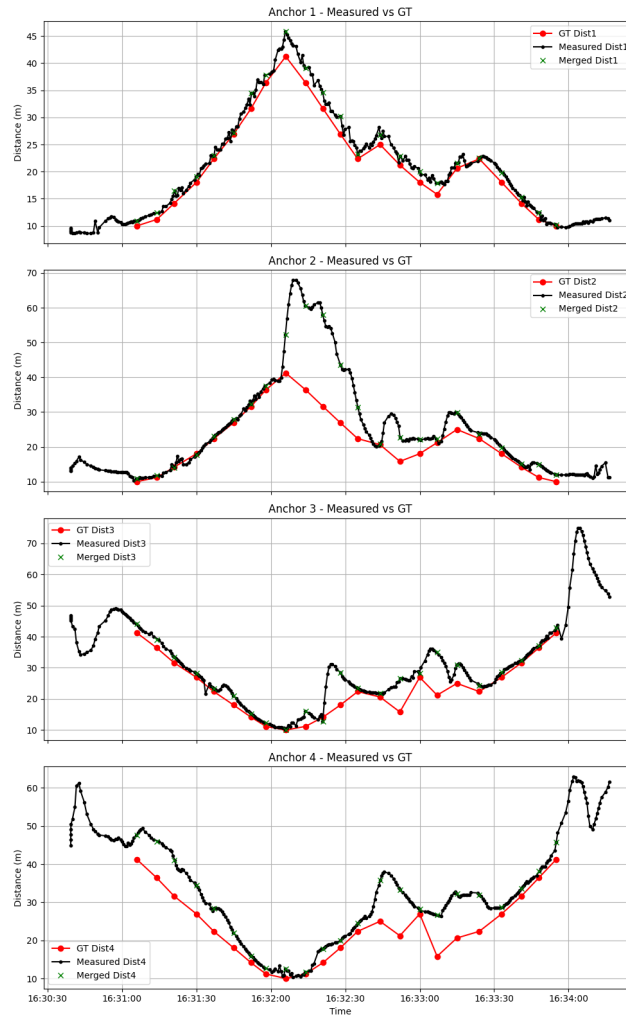 Anchor 1 - Measured vs GT
Distance (m)
45
40
35
30
25
20
15
10
GT Dist1
Measured Dist1
Merged Dist1
Anchor 2 - Measured vs GT
Distance (m)
70
60
50
40
30
20
10
GT Dist2
Measured Dist2
Merged Dist2
Anchor 3 - Measured vs GT
Distance (m)
70
60
50
40
30
20
10
GT Dist3
Measured Dist3
Merged Dist3
Anchor 4 - Measured vs GT
Distance (m)
60
50
40
30
20
10
GT Dist4
Measured Dist4
Merged Dist4
16:30:30 16:31:00 16:31:30 16:32:00 16:32:30 16:33:00 16:33:30 16:34:00
Time